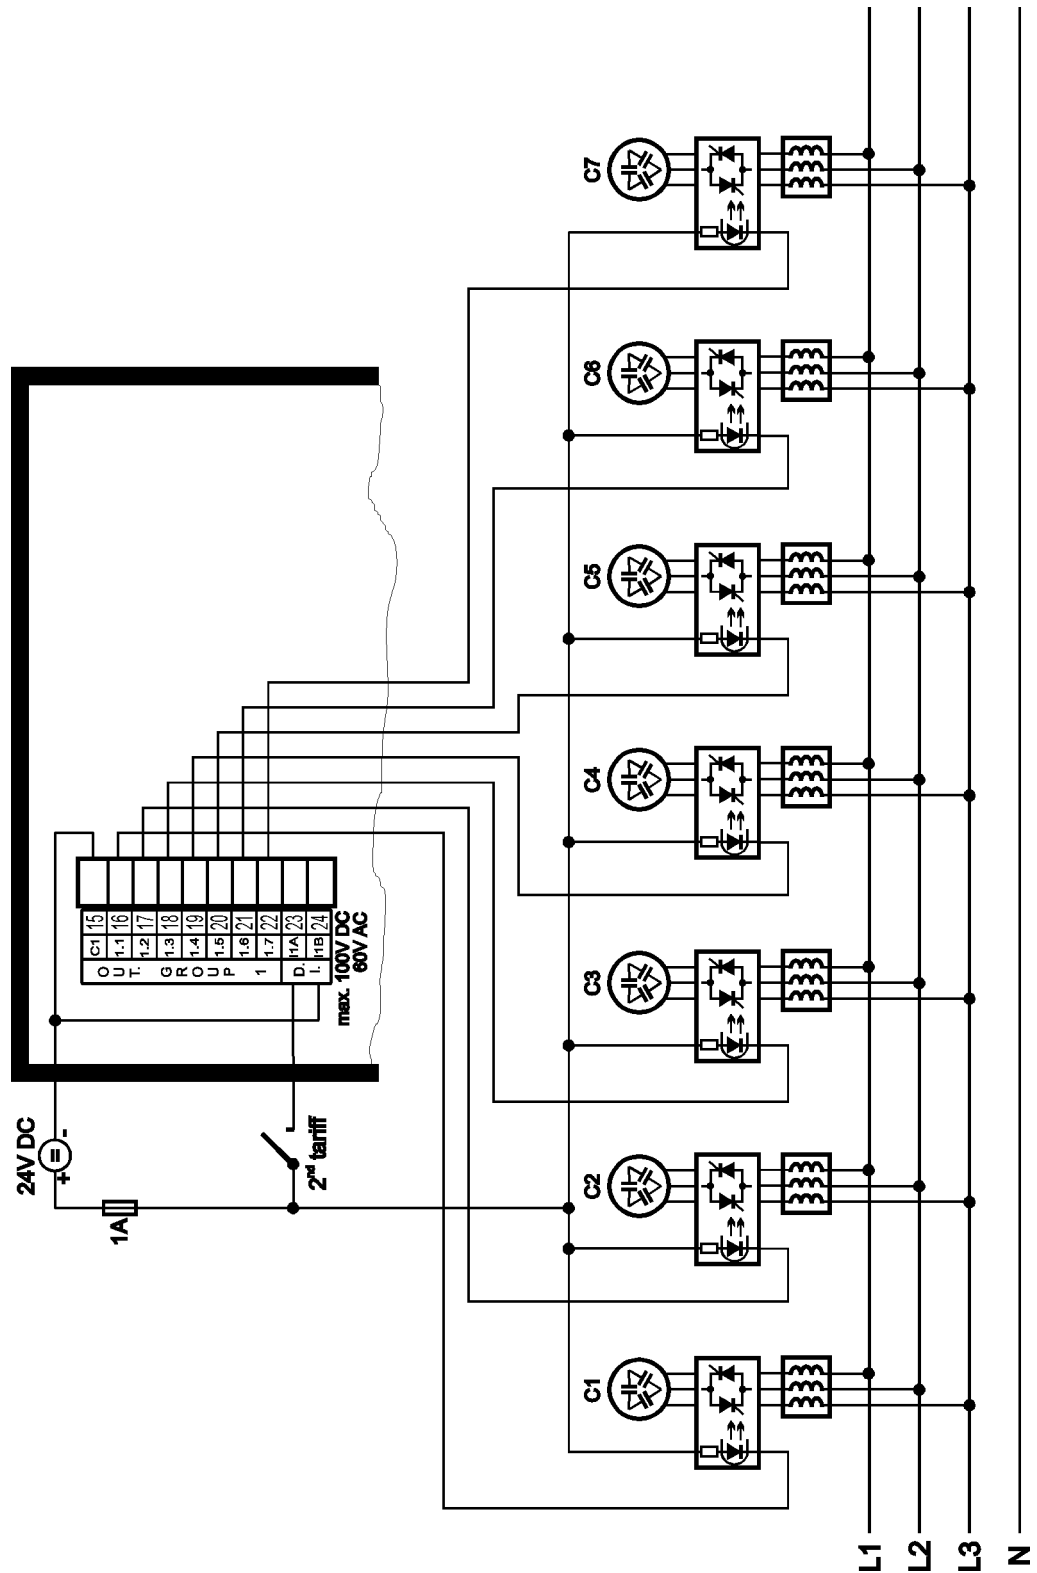 24V DC
+ = -
1A
2nd tariff
C1 15
1.1 16
1.2 17
1.3 18
1.4 19
1.5 20
1.6 21
1.7 22
I1A 23
I1B 24
OUT. GROUP 1
D. I.
max. 100V DC
60V AC
C1
C2
C3
C4
C5
C6
C7
L1
L2
L3
N